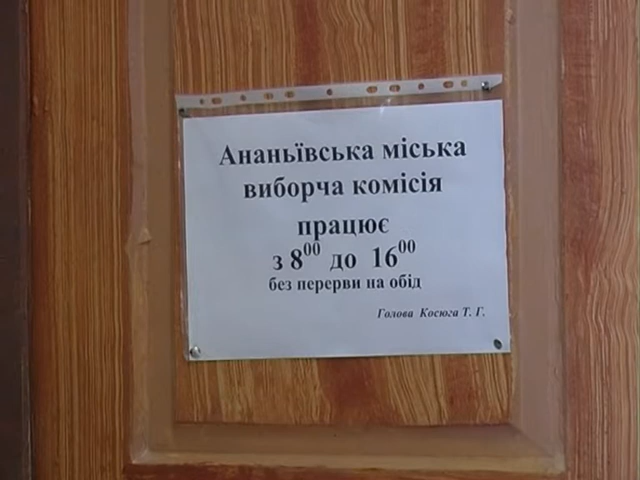 Ананьївська міська
виборча комісія
працює
з 8⁰⁰ до 16⁰⁰
без перерви на обід
Голова Косюга Т. Г.